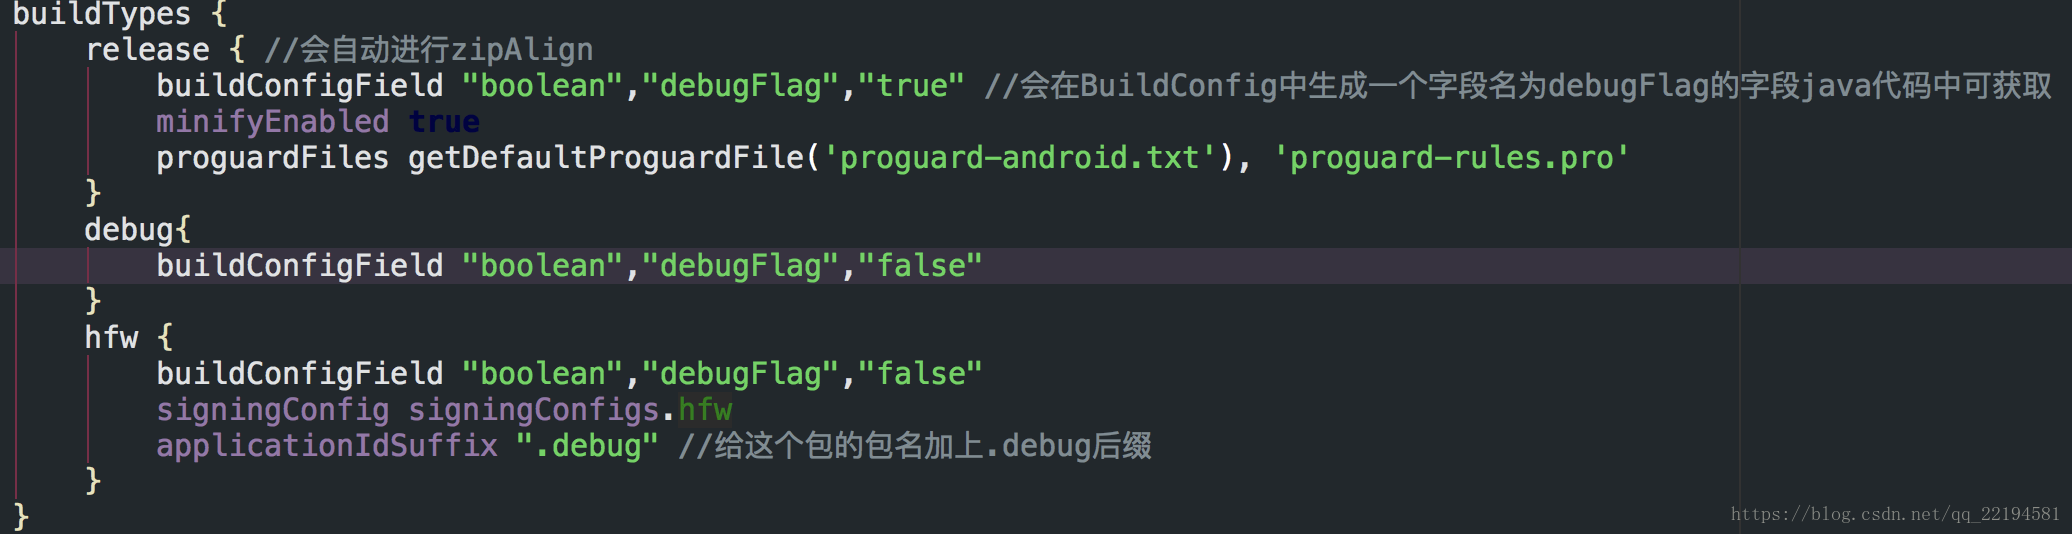 buildTypes {
    release { //会自动进行zipAlign
        buildConfigField "boolean","debugFlag","true" //会在BuildConfig中生成一个字段名为debugFlag的字段java代码中可获取
        minifyEnabled true
        proguardFiles getDefaultProguardFile('proguard-android.txt'), 'proguard-rules.pro'
    }
    debug{
        buildConfigField "boolean","debugFlag","false"
    }
    hfw {
        buildConfigField "boolean","debugFlag","false"
        signingConfig signingConfigs.hfw
        applicationIdSuffix ".debug" //给这个包的包名加上.debug后缀
    }
}
https://blog.csdn.net/qq_22194581